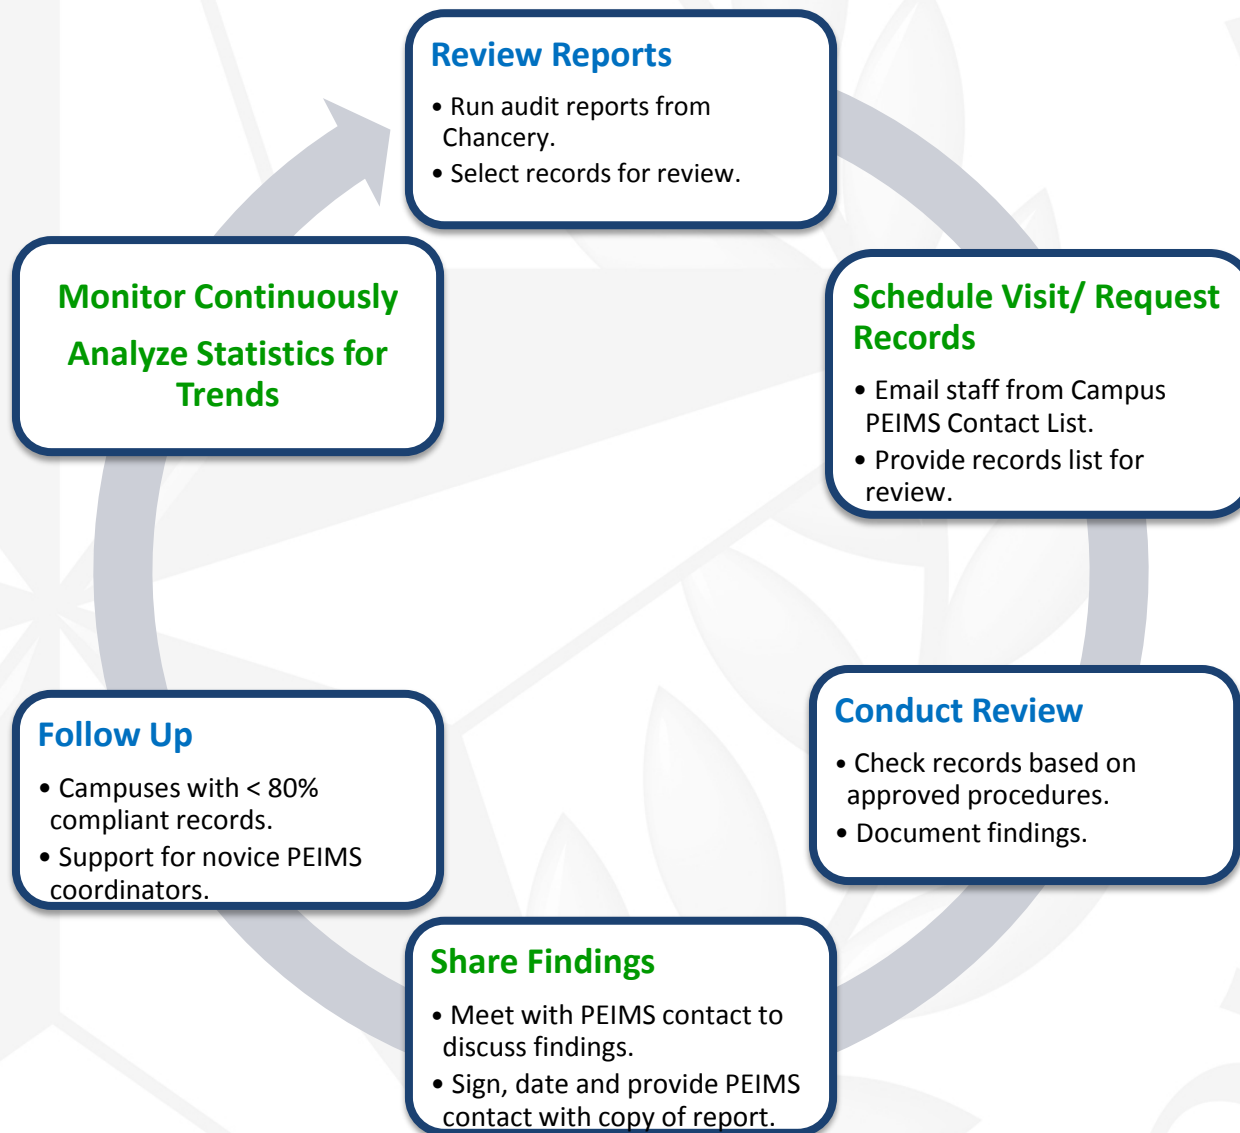 Review Reports
• Run audit reports from
Chancery.
• Select records for review.
Schedule Visit/ Request
Records
• Email staff from Campus
PEIMS Contact List.
• Provide records list for
review.
Conduct Review
• Check records based on
approved procedures.
• Document findings.
Share Findings
• Meet with PEIMS contact to
discuss findings.
• Sign, date and provide PEIMS
contact with copy of report.
Follow Up
• Campuses with < 80%
compliant records.
• Support for novice PEIMS
coordinators.
Monitor Continuously
Analyze Statistics for
Trends